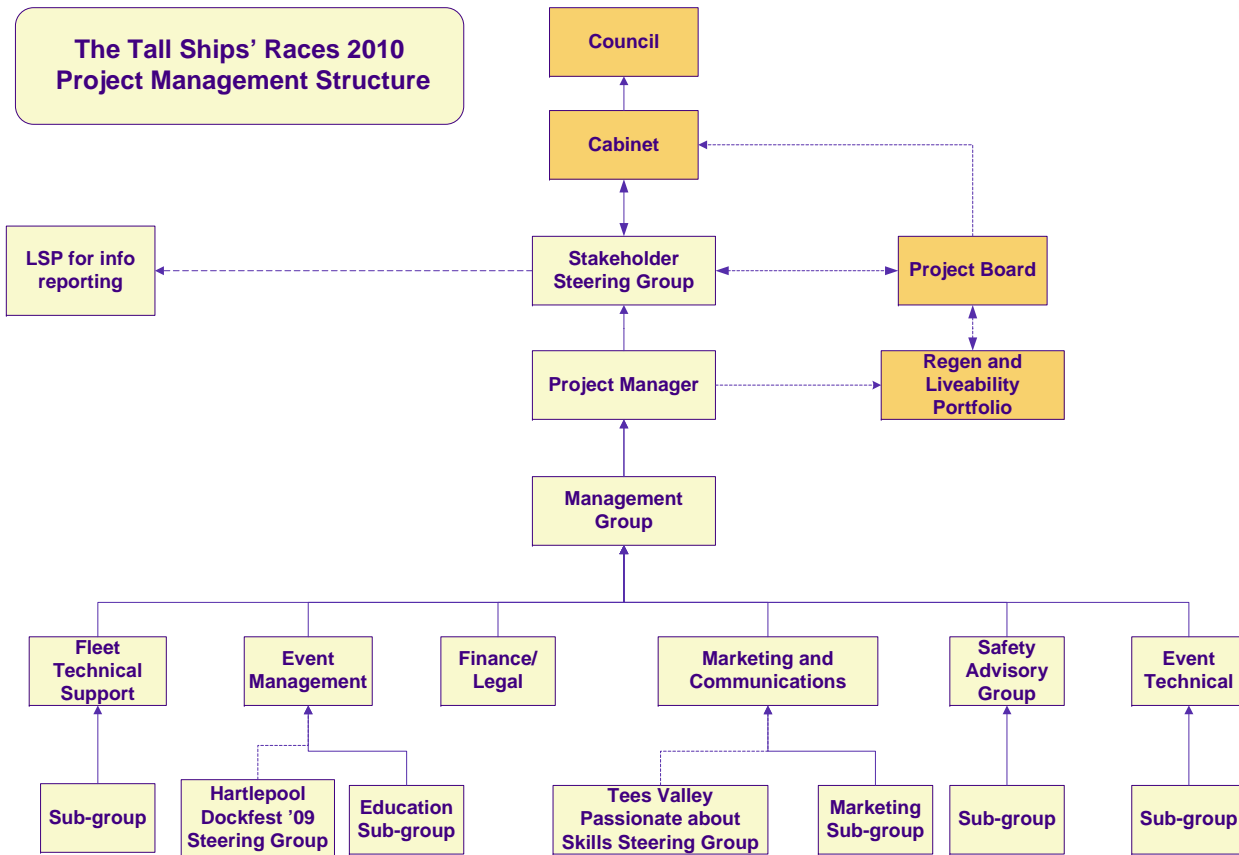 The Tall Ships' Races 2010
Project Management Structure
Council
Cabinet
LSP for info
reporting
Stakeholder
Steering Group
Project Board
Project Manager
Regen and
Liveability
Portfolio
Management
Group
Fleet
Technical
Support
Event
Management
Finance/
Legal
Marketing and
Communications
Safety
Advisory
Group
Event
Technical
Sub-group
Hartlepool
Dockfest '09
Steering Group
Education
Sub-group
Tees Valley
Passionate about
Skills Steering Group
Marketing
Sub-group
Sub-group
Sub-group